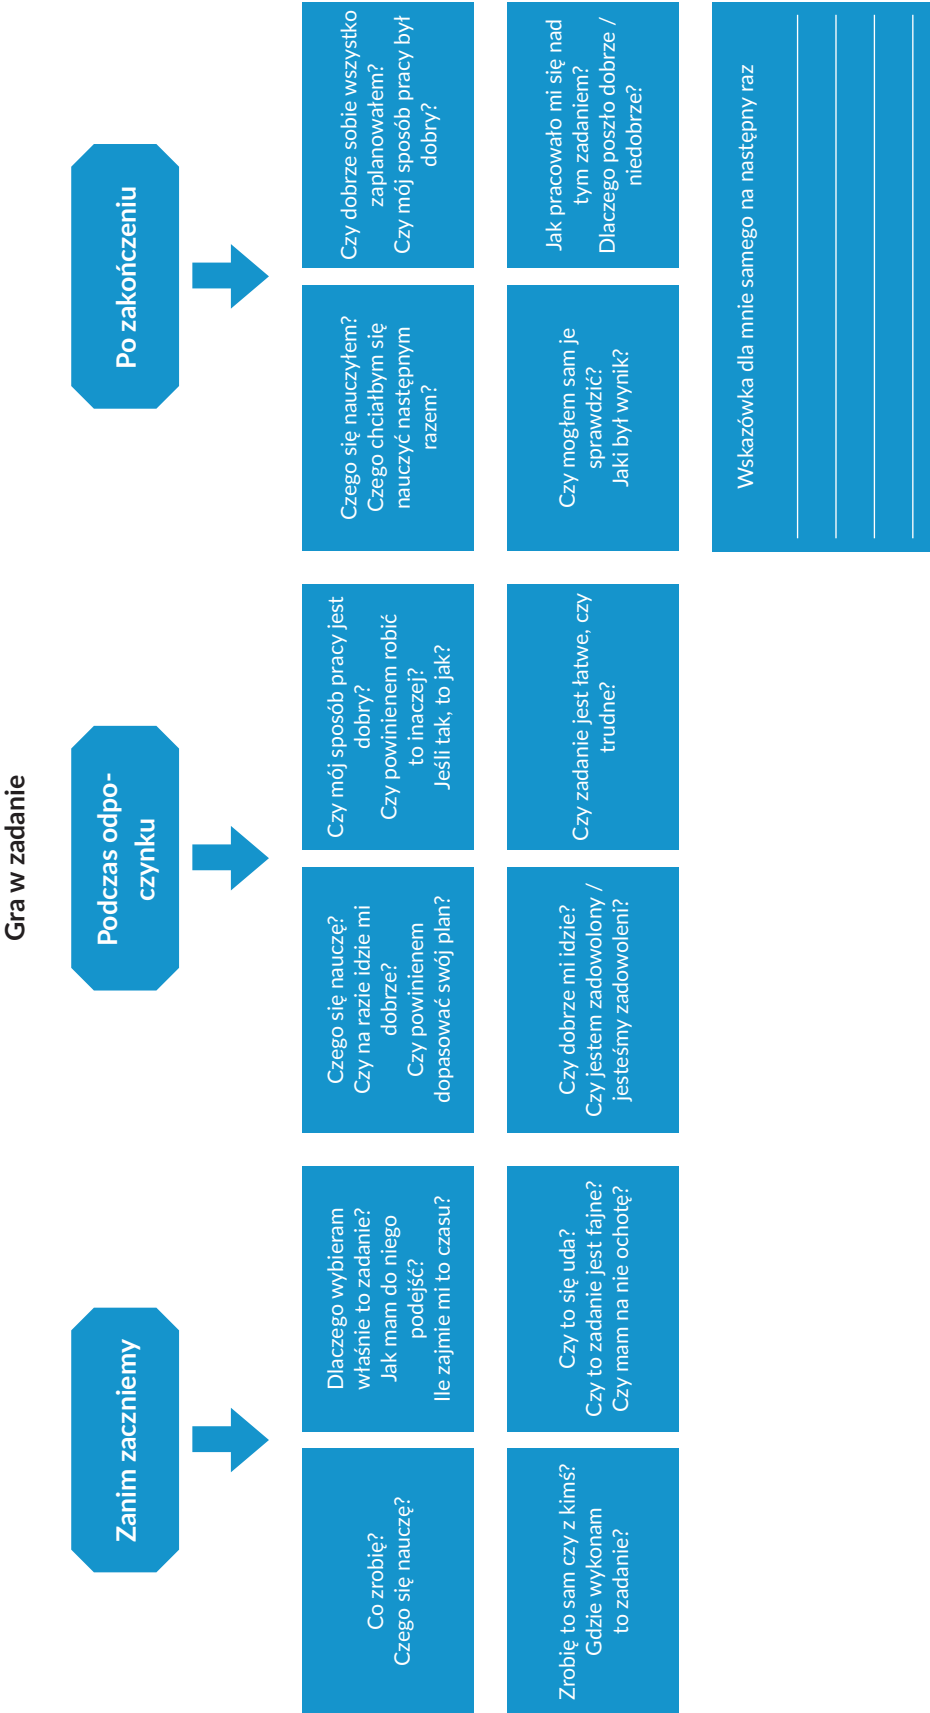 Gra w zadanie
Zanim zaczniemy
Co zrobię?
Czego się nauczę?
Dlaczego wybieram
właśnie to zadanie?
Jak mam do niego
podejść?
Ile zajmie mi to czasu?
Zrobię to sam czy z kimś?
Gdzie wykonam
to zadanie?
Czy to się uda?
Czy to zadanie jest fajne?
Czy mam na nie ochotę?
Podczas odpo-
czynku
Czego się nauczę?
Czy na razie idzie mi
dobrze?
Czy powinienem
dopasować swój plan?
Czy mój sposób pracy jest
dobry?
Czy powinienem robić
to inaczej?
Jeśli tak, to jak?
Czy dobrze mi idzie?
Czy jestem zadowolony /
jesteśmy zadowoleni?
Czy zadanie jest łatwe, czy
trudne?
Po zakończeniu
Czego się nauczyłem?
Czego chciałbym się
nauczyć następnym
razem?
Czy dobrze sobie wszystko
zaplanowałem?
Czy mój sposób pracy był
dobry?
Czy mogłem sam je
sprawdzić?
Jaki był wynik?
Jak pracowało mi się nad
tym zadaniem?
Dlaczego poszło dobrze /
niedobrze?
Wskazówka dla mnie samego na następny raz